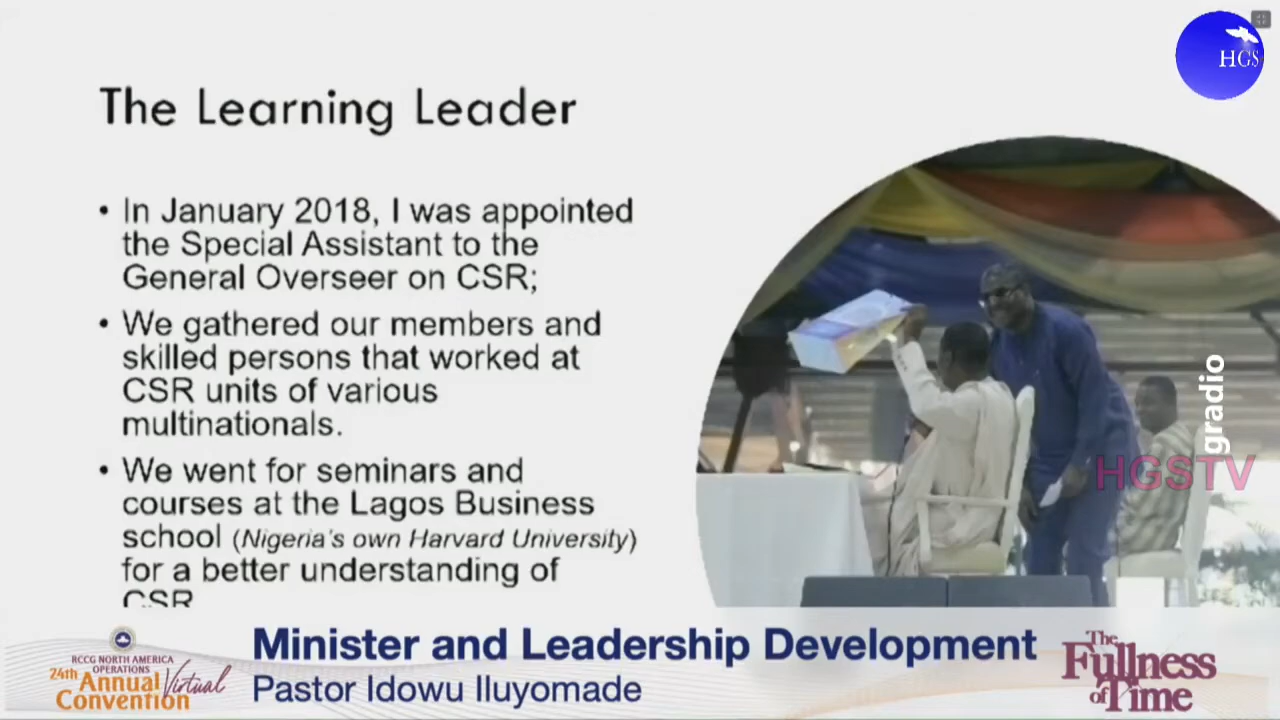 HGS
The Learning Leader
• In January 2018, I was appointed
the Special Assistant to the
General Overseer on CSR;
• We gathered our members and
skilled persons that worked at
CSR units of various
multinationals.
• We went for seminars and
courses at the Lagos Business
school (Nigeria's own Harvard University)
for a better understanding of
CSR
gradio
HGSTV
RCCG NORTH AMERICA
OPERATIONS
24th Annual Virtual
Convention
Minister and Leadership Development
Pastor Idowu Iluyomade
The
Fullness
of Time